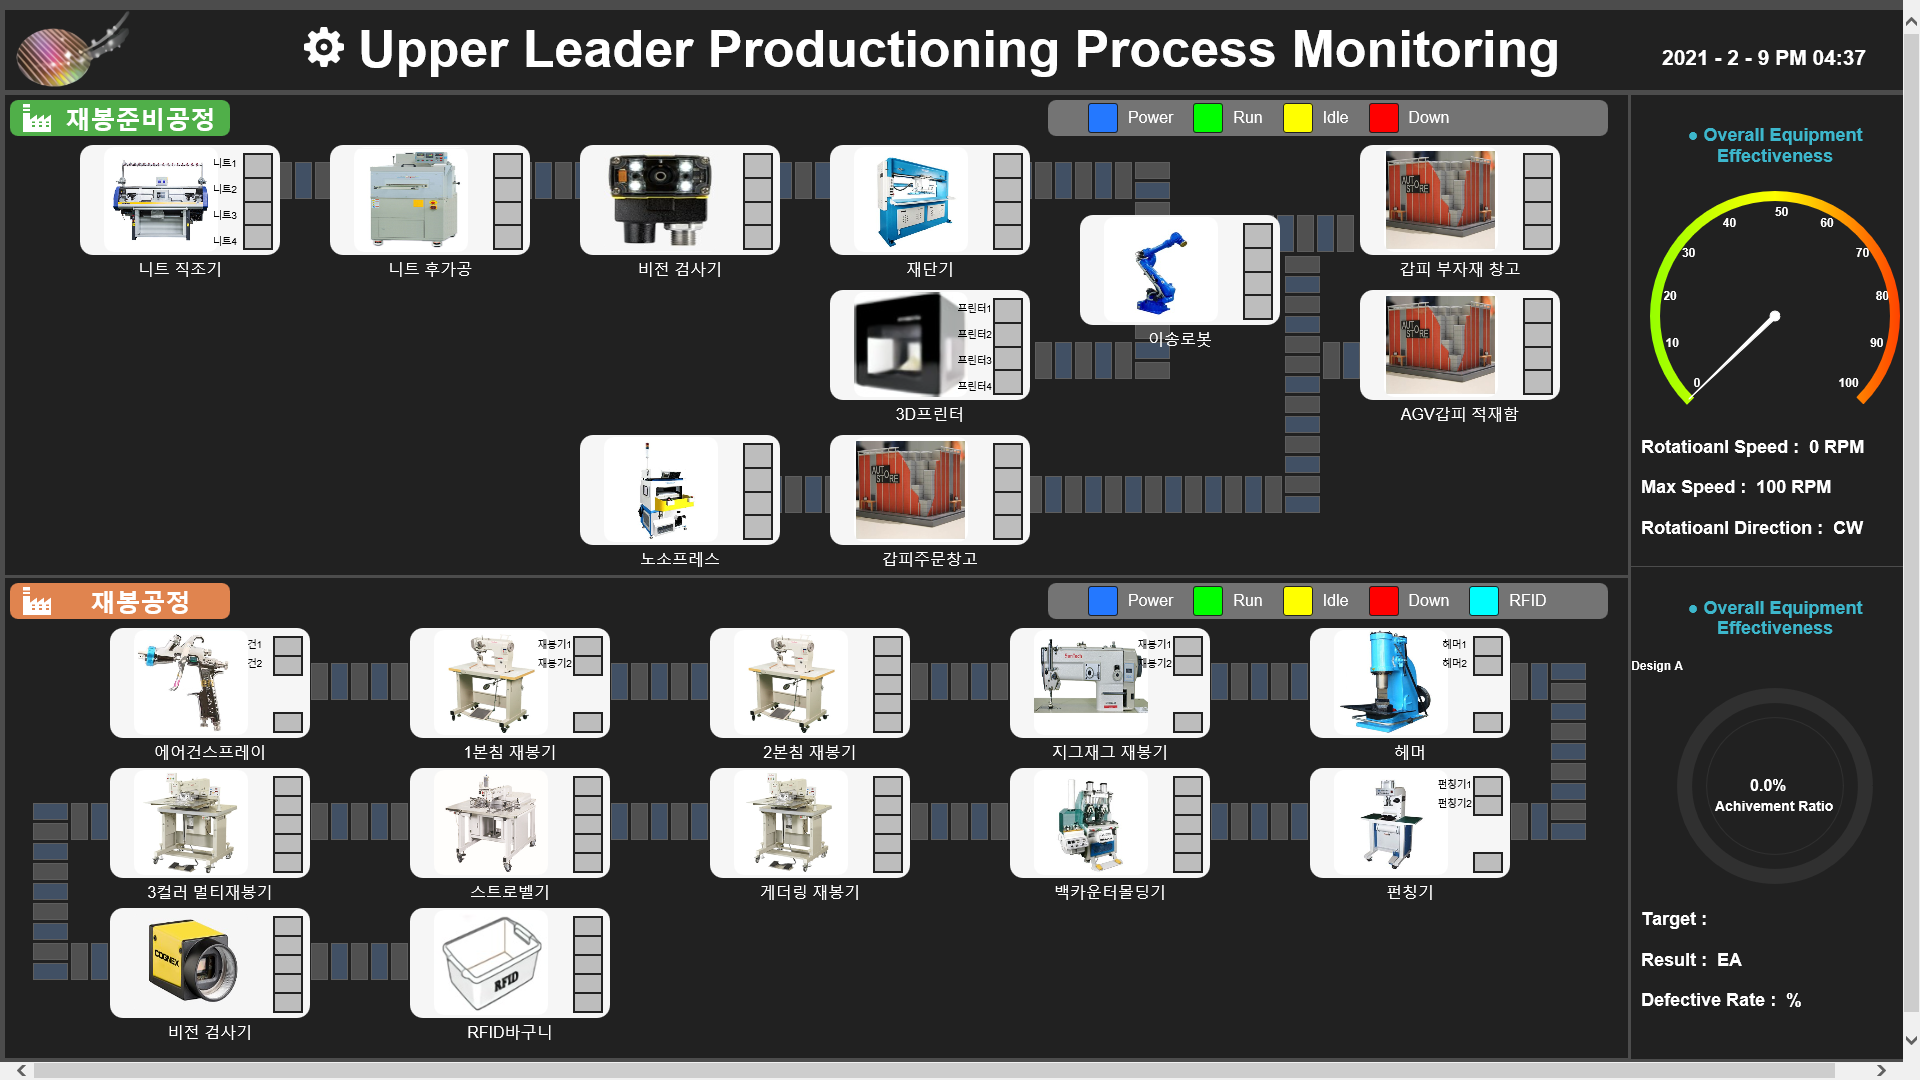 Upper Leader Productioning Process Monitoring
2021 - 2 - 9 PM 04:37
재봉준비공정
Power Run Idle Down
니트1
니트2
니트3
니트4
니트 직조기
니트 후가공
비전 검사기
재단기
이송로봇
AUTO STORE
갑피 부자재 창고
프린터1
프린터2
프린터3
프린터4
3D프린터
AUTO STORE
AGV갑피 적재함
노소프레스
AUTO STORE
갑피주문창고
● Overall Equipment
Effectiveness
0
10
20
30
40
50
60
70
80
90
100
Rotatioanl Speed : 0 RPM
Max Speed : 100 RPM
Rotatioanl Direction : CW
재봉공정
Power Run Idle Down RFID
건1
건2
에어건스프레이
재봉기1
재봉기2
1본침 재봉기
2본침 재봉기
SunTech
재봉기1
재봉기2
지그재그 재봉기
헤머1
헤머2
헤머
3컬러 멀티재봉기
스트로벨기
게더링 재봉기
백카운터몰딩기
펀칭기1
펀칭기2
펀칭기
COGNEX
비전 검사기
RFID
RFID바구니
● Overall Equipment
Effectiveness
Design A
0.0%
Achivement Ratio
Target :
Result : EA
Defective Rate : %